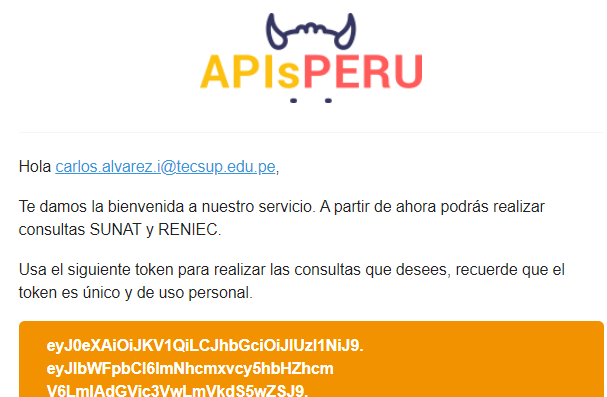 APIsPERU
Hola carlos.alvarez.i@tecsup.edu.pe,
Te damos la bienvenida a nuestro servicio. A partir de ahora podrás realizar
consultas SUNAT y RENIEC.
Usa el siguiente token para realizar las consultas que desees, recuerde que el
token es único y de uso personal.
eyJ0eXAiOiJKV1QiLCJhbGciOiJIUzI1NiJ9.
eyJlbWFpbCI6ImNhcmxvcy5hbHZhcm
V6LmlAdGVjc3VwLmVkdS5wZSJ9.